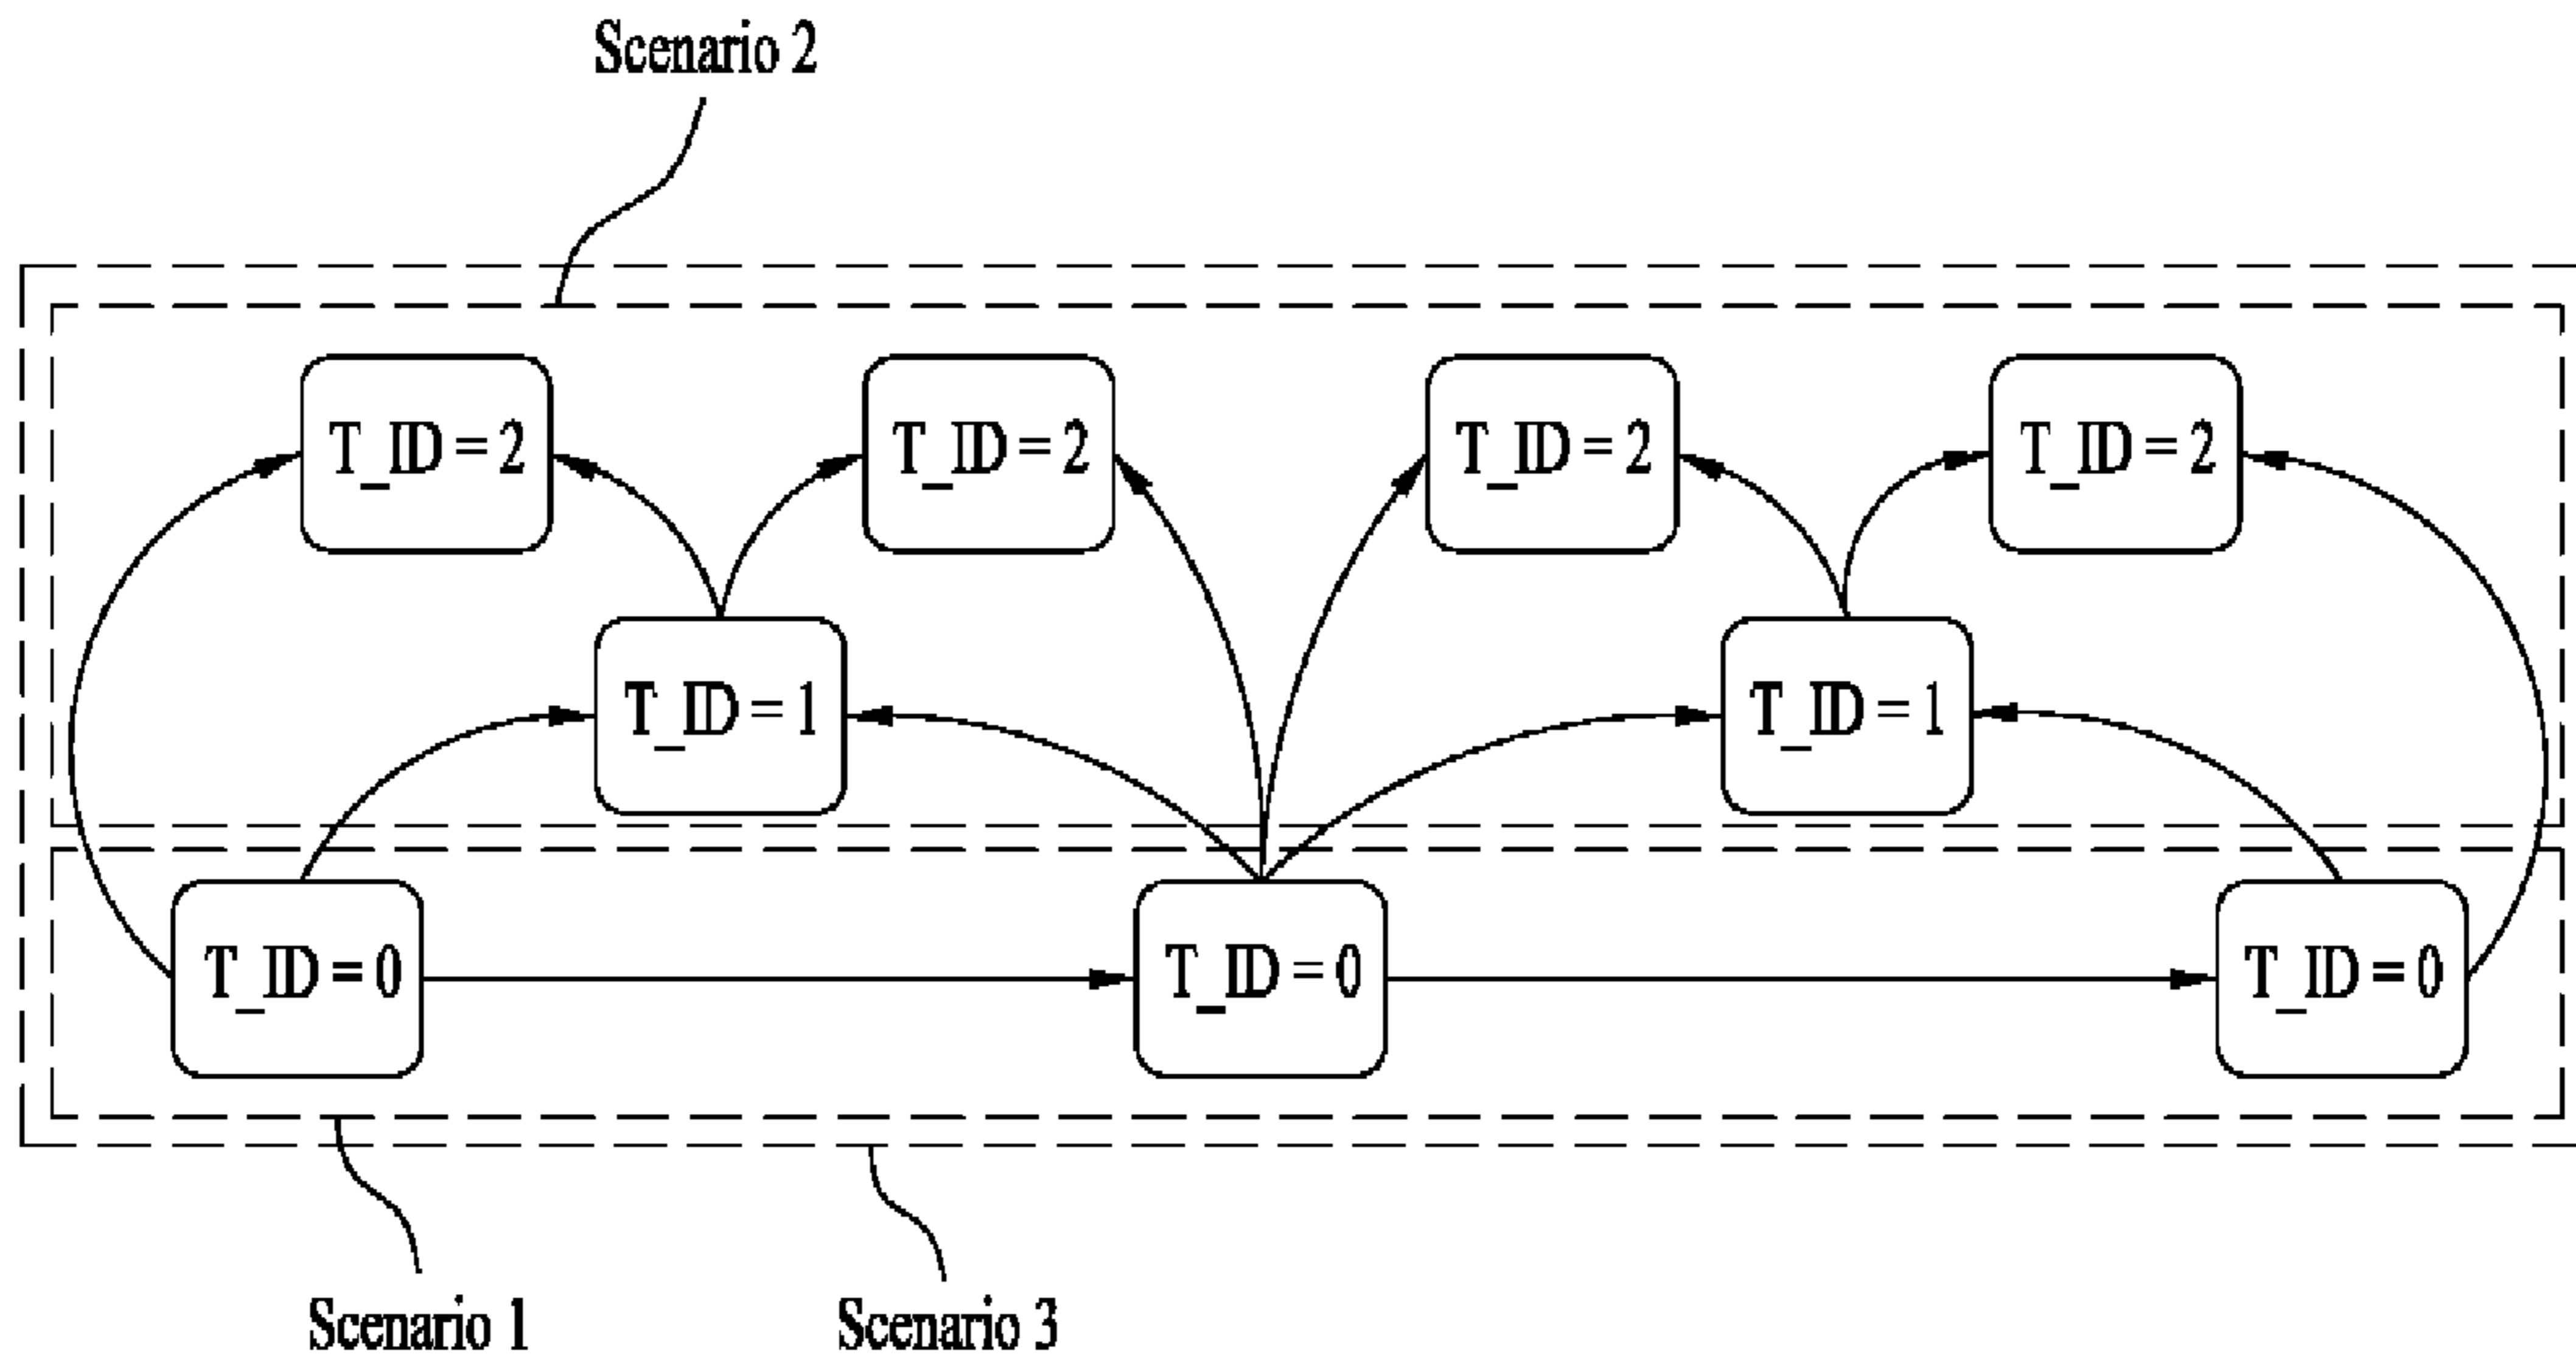 Scenario 2
T_ID = 2
T_ID = 2
T_ID = 2
T_ID = 2
T_ID = 1
T_ID = 1
T_ID = 0
T_ID = 0
T_ID = 0
Scenario 1
Scenario 3